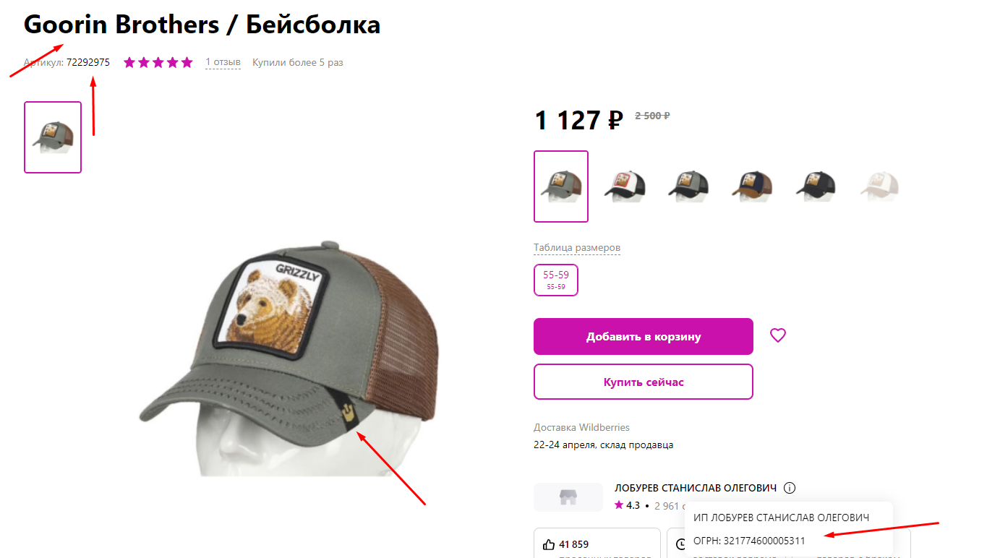 Goorin Brothers / Бейсболка
Артикул: 72292975
1 отзыв
Купили более 5 раз
GRIZZLY
1 127 ₽ 2 500 ₽
Таблица размеров
55-59
55-59
Добавить в корзину
Купить сейчас
Доставка Wildberries
22-24 апреля, склад продавца
ЛОБУРЕВ СТАНИСЛАВ ОЛЕГОВИЧ
4.3 • 2 961
ИП ЛОБУРЕВ СТАНИСЛАВ ОЛЕГОВИЧ
ОГРН: 321774600005311
41 859